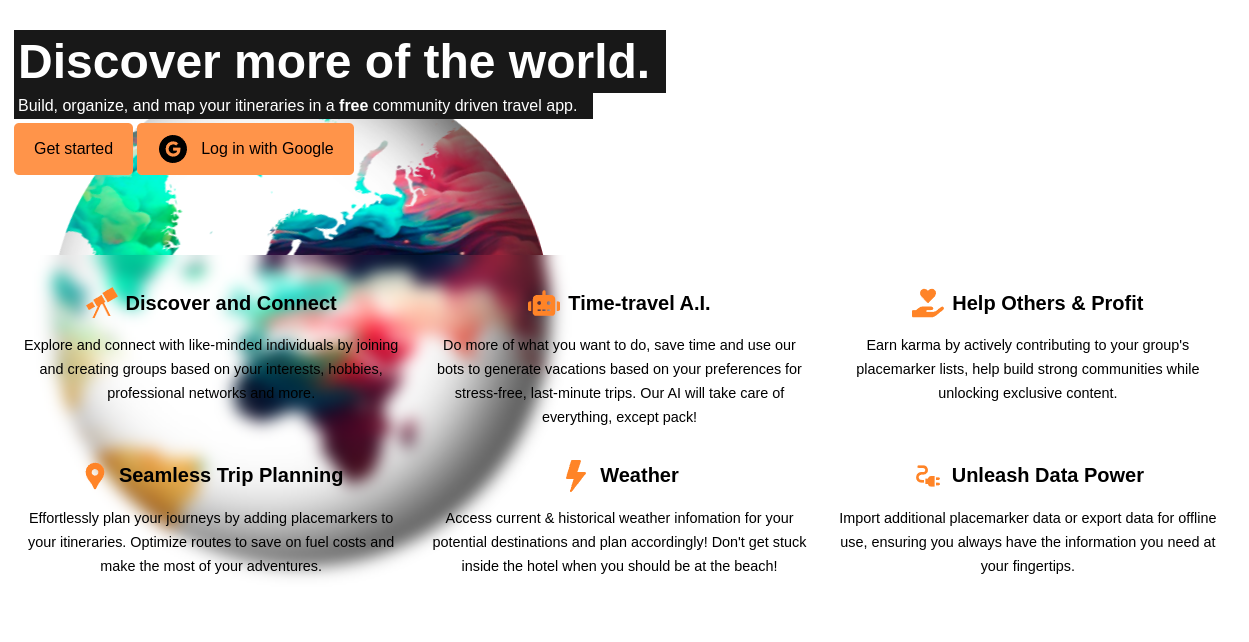 Discover more of the world.
Build, organize, and map your itineraries in a free community driven travel app.
Get started
Log in with Google
Discover and Connect
Explore and connect with like-minded individuals by joining
and creating groups based on your interests, hobbies,
professional networks and more.
Time-travel A.I.
Do more of what you want to do, save time and use our
bots to generate vacations based on your preferences for
stress-free, last-minute trips. Our AI will take care of
everything, except pack!
Help Others & Profit
Earn karma by actively contributing to your group's
placemarker lists, help build strong communities while
unlocking exclusive content.
Seamless Trip Planning
Effortlessly plan your journeys by adding placemarkers to
your itineraries. Optimize routes to save on fuel costs and
make the most of your adventures.
Weather
Access current & historical weather infomation for your
potential destinations and plan accordingly! Don't get stuck
inside the hotel when you should be at the beach!
Unleash Data Power
Import additional placemarker data or export data for offline
use, ensuring you always have the information you need at
your fingertips.